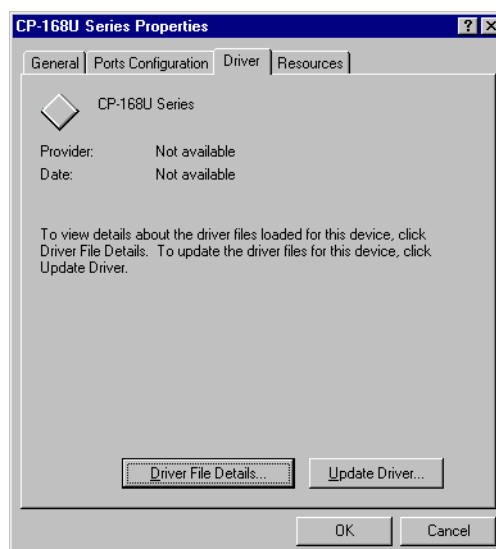 CP-168U Series Properties
General Ports Configuration Driver Resources
CP-168U Series
Provider: Not available
Date: Not available
To view details about the driver files loaded for this device, click
Driver File Details. To update the driver files for this device, click
Update Driver.
Driver File Details... Update Driver...
OK Cancel